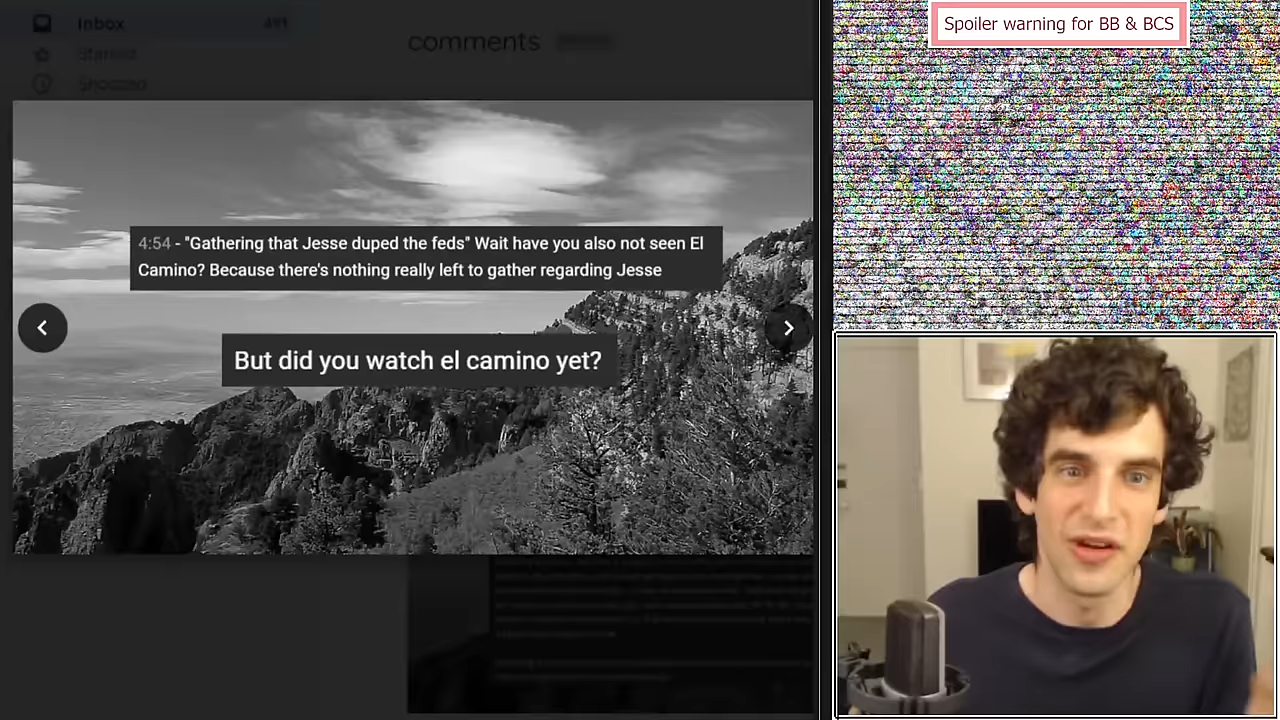 Inbox
comments
Starred
Snoozed
Spoiler warning for BB & BCS
4:54 - "Gathering that Jesse duped the feds" Wait have you also not seen El
Camino? Because there's nothing really left to gather regarding Jesse
But did you watch el camino yet?